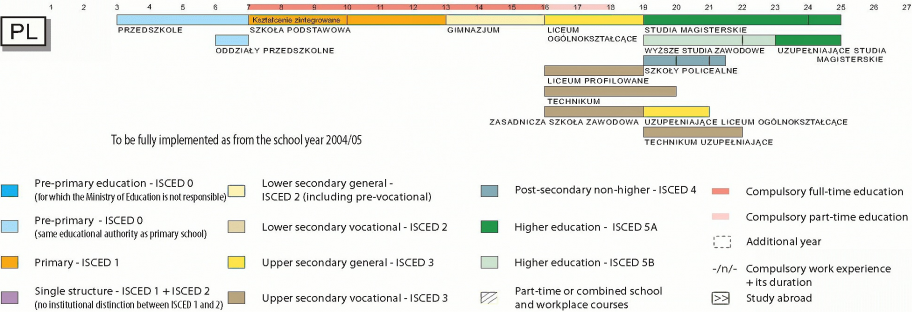 1 2 3 4 5 6 7 8 9 10 11 12 13 14 15 16 17 18 19 20 21 22 23 24 25 26 27
PL
Kształcenie zintegrowane
PRZEDSZKOLE
SZKOŁA PODSTAWOWA
GIMNAZJUM
LICEUM
OGÓLNOKSZTAŁCĄCE
STUDIA MAGISTERSKIE
ODDZIAŁY PRZEDSZKOLNE
WYŻSZE STUDIA ZAWODOWE
UZUPEŁNIAJĄCE STUDIA
MAGISTERSKIE
SZKOŁY POLICEALNE
LICEUM PROFILOWANE
TECHNIKUM
ZASADNICZA SZKOŁA ZAWODOWA
UZUPEŁNIAJĄCE LICEUM OGÓLNOKSZTAŁCĄCE
TECHNIKUM UZUPEŁNIAJĄCE
To be fully implemented as from the school year 2004/05
Pre-primary education - ISCED 0
(for which the Ministry of Education is not responsible)
Pre-primary - ISCED 0
(same educational authority as primary school)
Primary - ISCED 1
Single structure - ISCED 1 + ISCED 2
(no institutional distinction between ISCED 1 and 2)
Lower secondary general -
ISCED 2 (including pre-vocational)
Lower secondary vocational - ISCED 2
Upper secondary general - ISCED 3
Upper secondary vocational - ISCED 3
Post-secondary non-higher - ISCED 4
Higher education - ISCED 5A
Higher education - ISCED 5B
Part-time or combined school
and workplace courses
Compulsory full-time education
Compulsory part-time education
Additional year
-/n/- Compulsory work experience
+ its duration
>> Study abroad